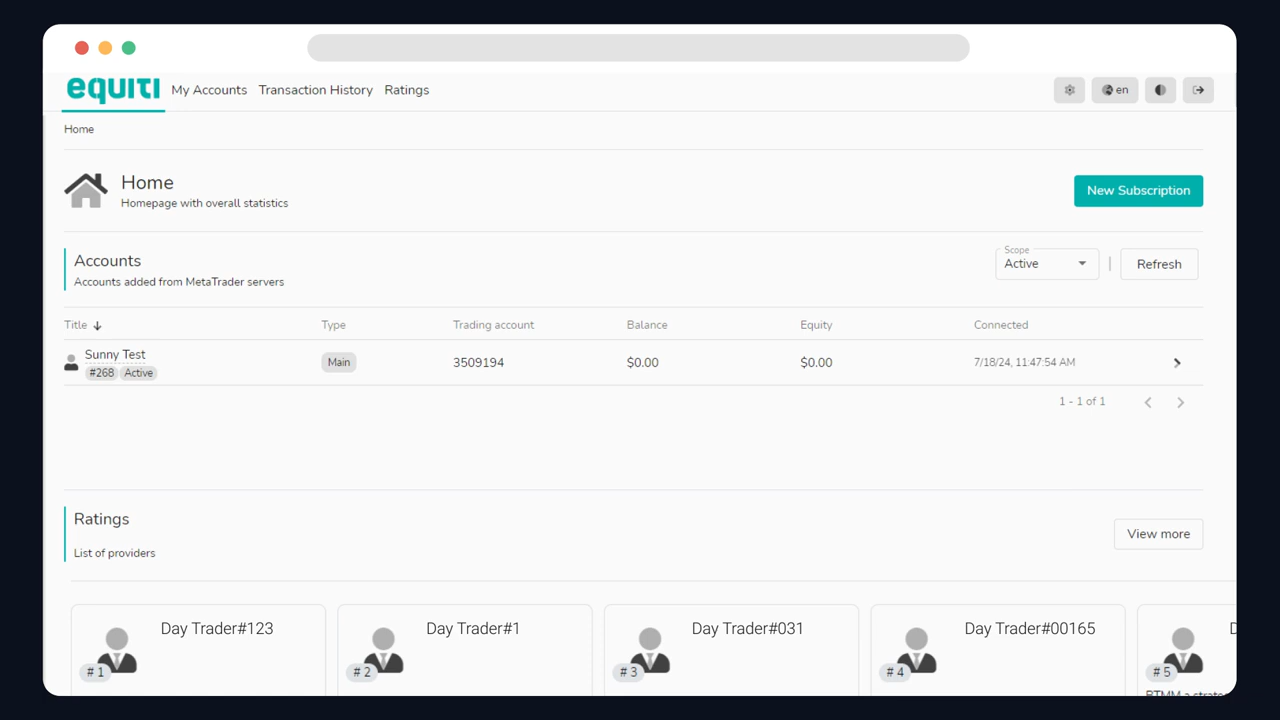 equiti My Accounts Transaction History Ratings en
Home
Home
Homepage with overall statistics
New Subscription
Accounts
Accounts added from MetaTrader servers
Scope
Active
Refresh
Title Type Trading account Balance Equity Connected
Sunny Test
#268 Active
Main 3509194 $0.00 $0.00 7/18/24, 11:47:54 AM
1 - 1 of 1
Ratings
List of providers
View more
Day Trader#123 Day Trader#1 Day Trader#031 Day Trader#00165
# 1 # 2 # 3 # 4 # 5